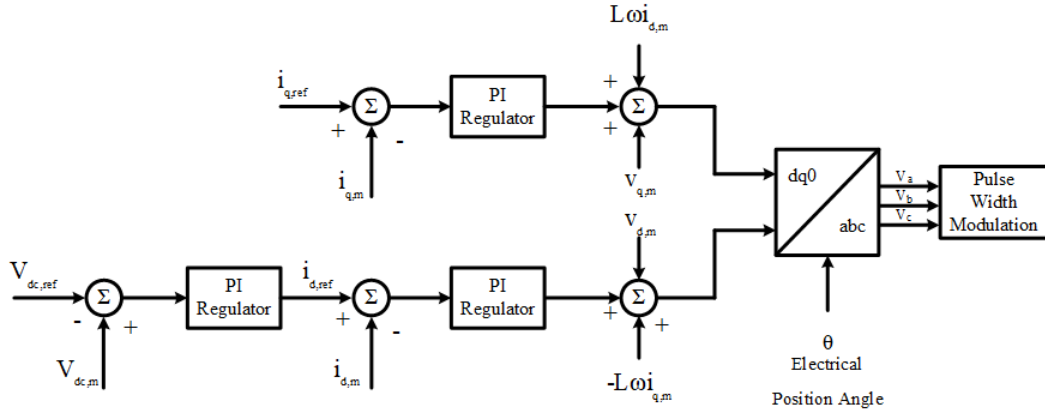 Lωi_d,m
i_q,ref
+
-
Σ
PI
Regulator
+
+
Σ
i_q,m
v_q,m
dq0
abc
V_a
V_b
V_c
Pulse
Width
Modulation
v_d,m
V_dc,ref
-
+
Σ
PI
Regulator
i_d,ref
+
-
Σ
PI
Regulator
+
+
Σ
V_dc,m
i_d,m
-Lωi_q,m
θ
Electrical
Position Angle